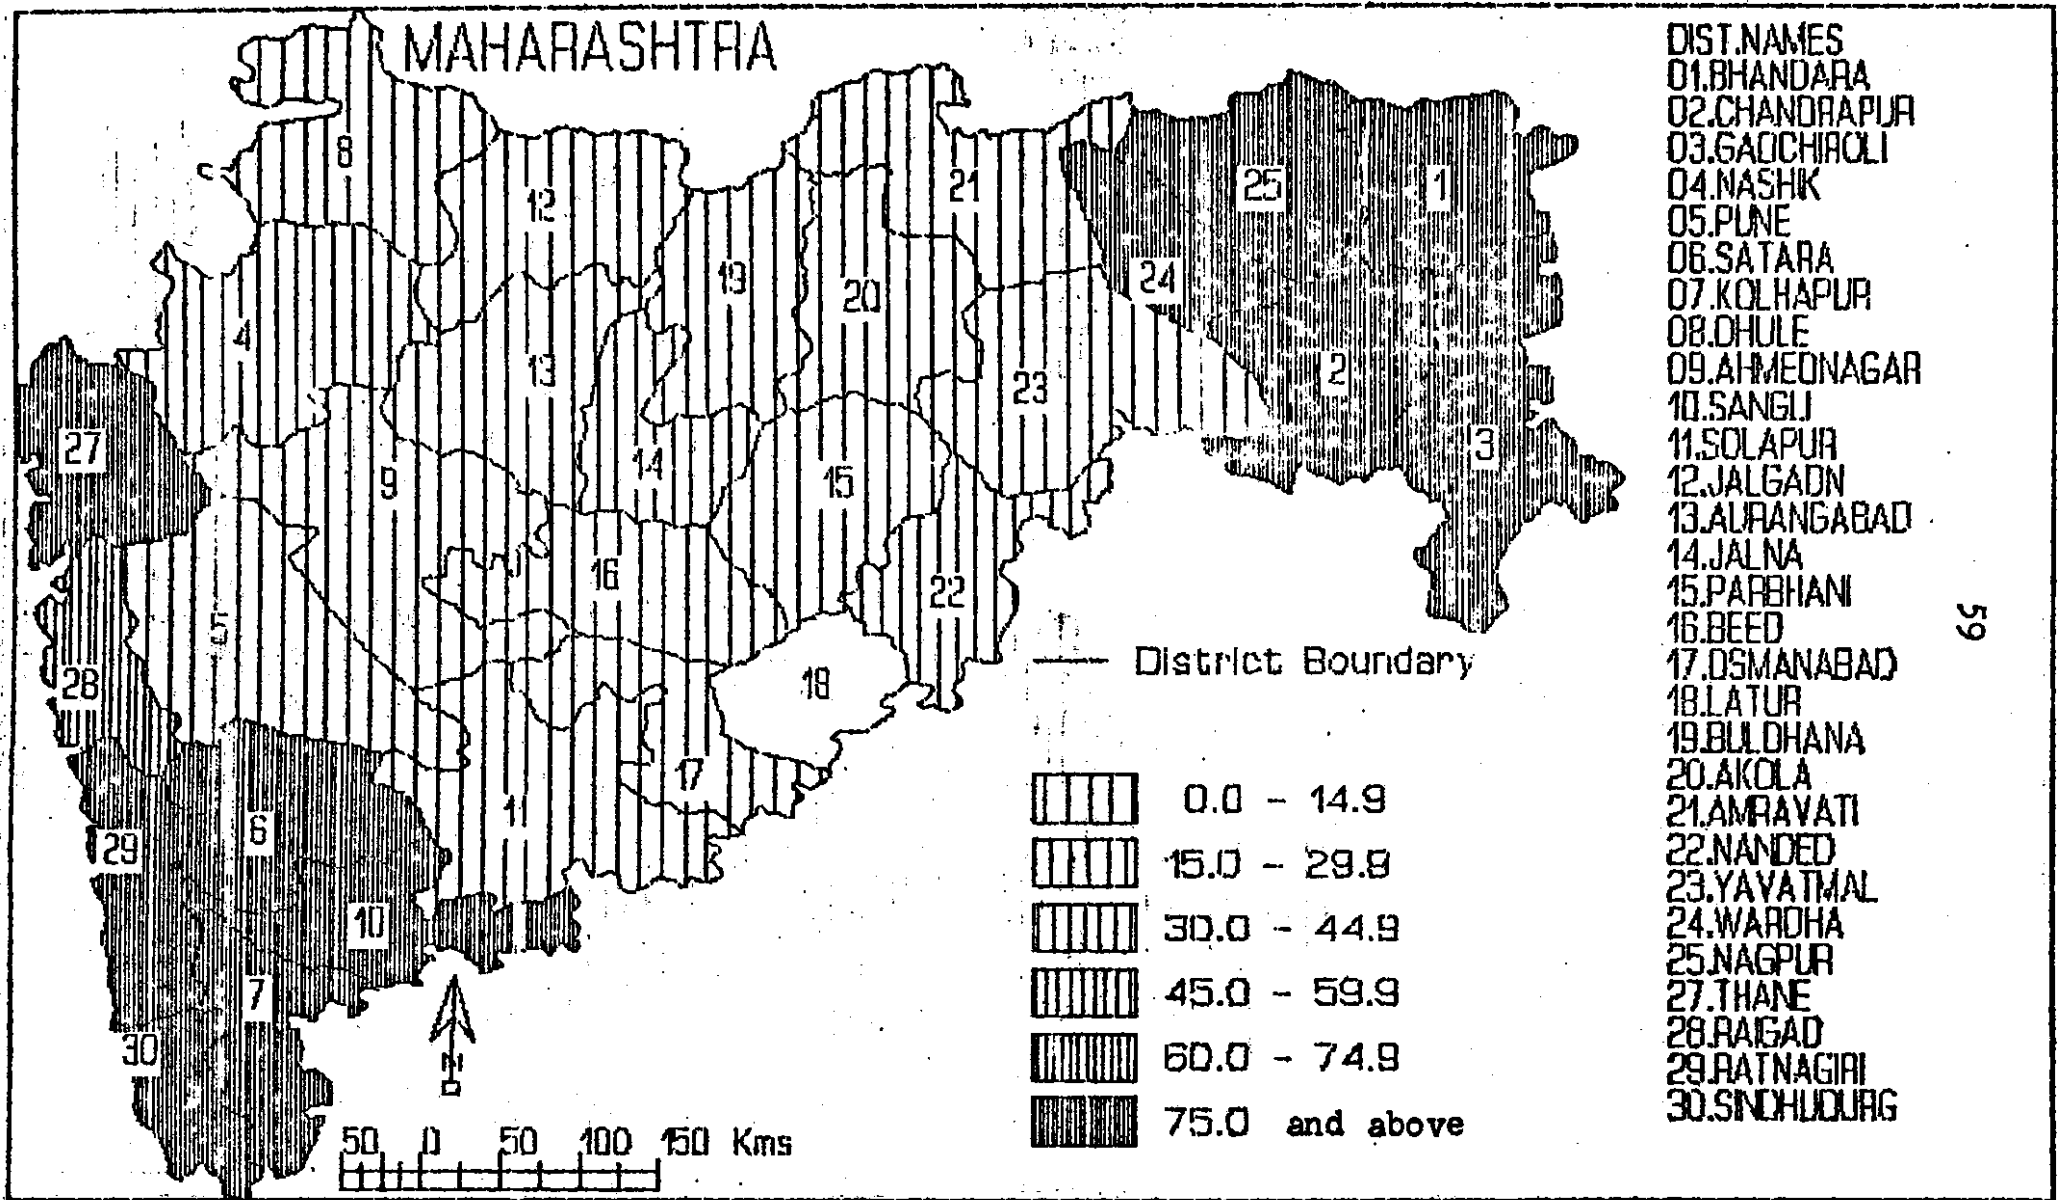 MAHARASHTRA
DIST.NAMES
01.BHANDARA
02.CHANDRAPUR
03.GADCHIROLI
04.NASHIK
05.PUNE
06.SATARA
07.KOLHAPUR
08.DHULE
09.AHMEDNAGAR
10.SANGLI
11.SOLAPUR
12.JALGAON
13.AURANGABAD
14.JALNA
15.PARBHANI
16.BEED
17.OSMANABAD
18.LATUR
19.BULDHANA
20.AKOLA
21.AMRAVATI
22.NANDED
23.YAVATMAL
24.WARDHA
25.NAGPUR
27.THANE
28.RAIGAD
29.RATNAGIRI
30.SINDHUDURG
59
8
12
21
25
1
19
20
24
4
13
23
2
27
9
14
15
3
16
22
5
28
18
17
11
6
29
10
7
30
District Boundary
0.0 - 14.9
15.0 - 29.9
30.0 - 44.9
45.0 - 59.9
60.0 - 74.9
75.0 and above
N
50 0 50 100 150 Kms